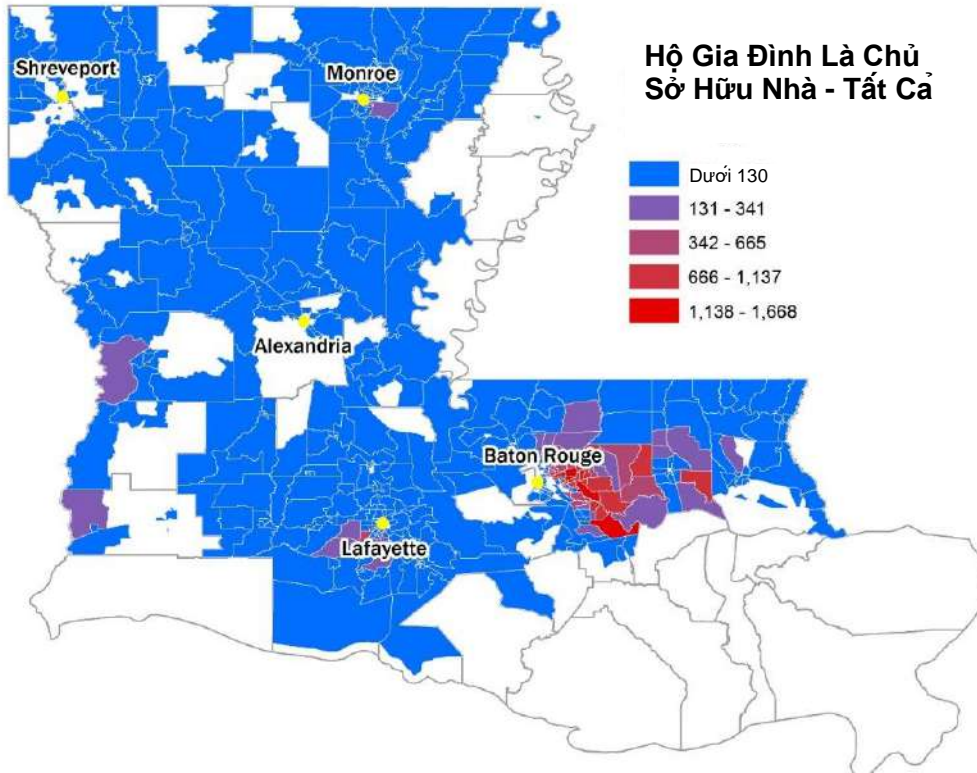 Hộ Gia Đình Là Chủ
Sở Hữu Nhà - Tất Cả
Shreveport
Monroe
Dưới 130
131 - 341
342 - 665
666 - 1,137
1,138 - 1,668
Alexandria
Baton Rouge
Lafayette